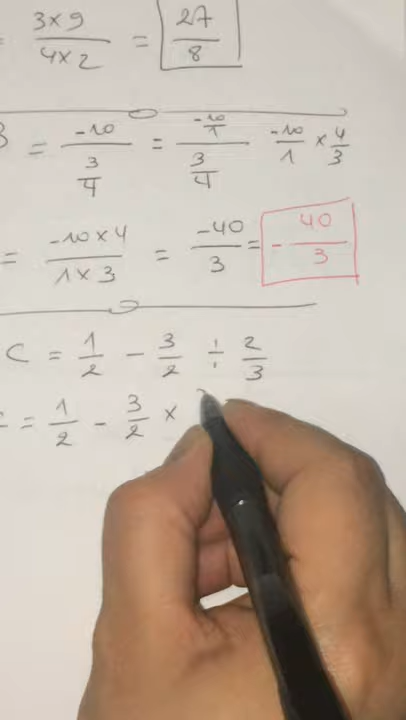 = 3×9/4×2 = 27/8
= -10/(3/4) = (-10/1)/(3/4) -10/1 × 4/3
= -10×4/1×3 = -40/3 = -40/3
C = 1/2 - 3/2 ÷ 2/3
= 1/2 - 3/2 ×